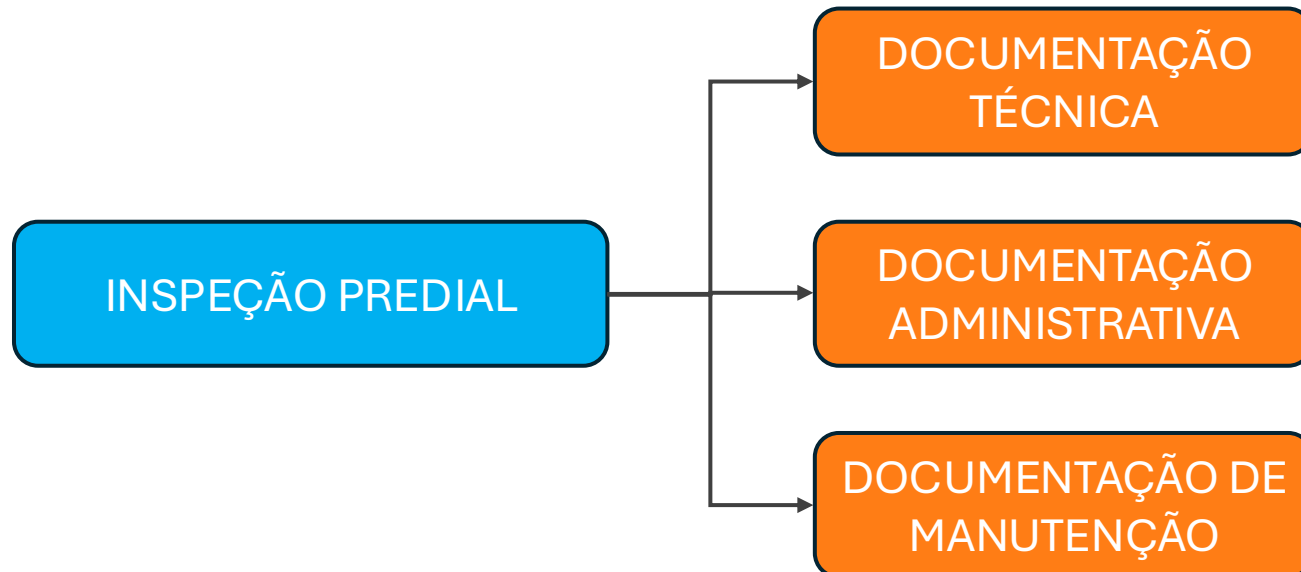 DOCUMENTAÇÃO
TÉCNICA
INSPEÇÃO PREDIAL
DOCUMENTAÇÃO
ADMINISTRATIVA
DOCUMENTAÇÃO DE
MANUTENÇÃO